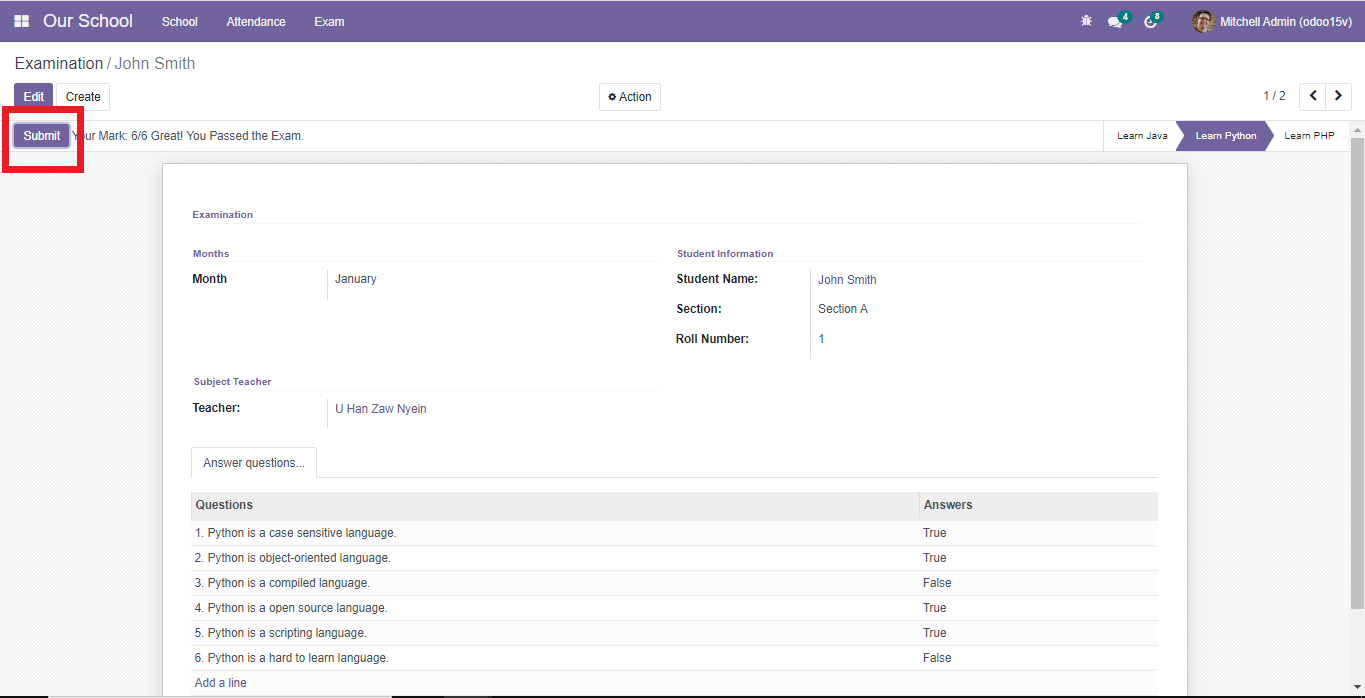 Our School School Attendance Exam 4 8 Mitchell Admin (odoo15v)
Examination / John Smith
Edit Create Action 1 / 2
Submit Your Mark: 6/6 Great! You Passed the Exam. Learn Java Learn Python Learn PHP
Examination
Months Student Information
Month January Student Name: John Smith
Section: Section A
Roll Number: 1
Subject Teacher
Teacher: U Han Zaw Nyein
Answer questions...
Questions Answers
1. Python is a case sensitive language. True
2. Python is object-oriented language. True
3. Python is a compiled language. False
4. Python is a open source language. True
5. Python is a scripting language. True
6. Python is a hard to learn language. False
Add a line